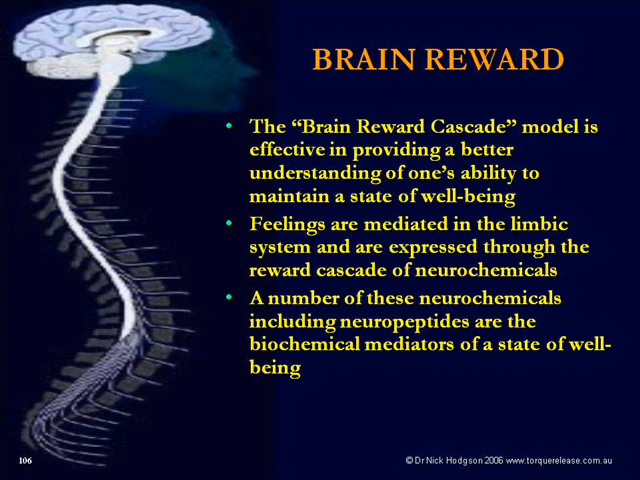 BRAIN REWARD
• The “Brain Reward Cascade” model is
effective in providing a better
understanding of one’s ability to
maintain a state of well-being
• Feelings are mediated in the limbic
system and are expressed through the
reward cascade of neurochemicals
• A number of these neurochemicals
including neuropeptides are the
biochemical mediators of a state of well-
being
106
© Dr Nick Hodgson 2006 www.torquerelease.com.au